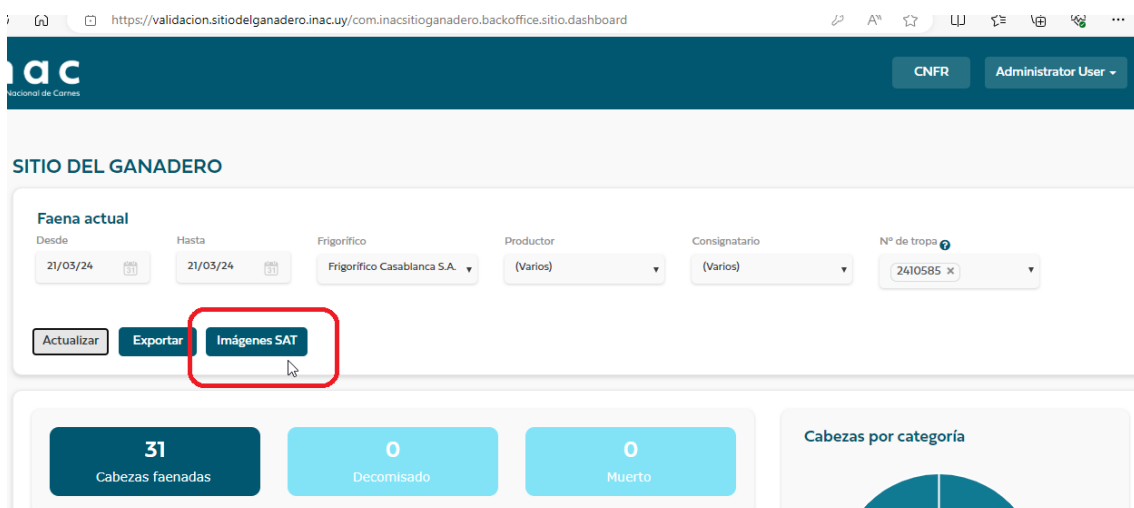 https://validacion.sitiodelganadero.inac.uy/com.inacsitioganadero.backoffice.sitio.dashboard
nac
Nacional de Carnes
CNFR
Administrator User
SITIO DEL GANADERO
Faena actual
Desde
Hasta
Frigorífico
Productor
Consignatario
Nº de tropa
21/03/24
21/03/24
Frigorífico Casablanca S.A.
(Varios)
(Varios)
2410585 ×
Actualizar
Exportar
Imágenes SAT
31
0
0
Cabezas faenadas
Decomisado
Muerto
Cabezas por categoría